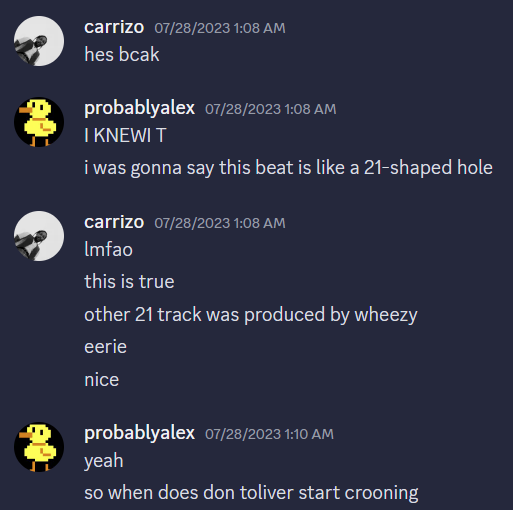 carrizo 07/28/2023 1:08 AM
hes bcak
probablyalex 07/28/2023 1:08 AM
I KNEWI T
i was gonna say this beat is like a 21-shaped hole
carrizo 07/28/2023 1:08 AM
lmfao
this is true
other 21 track was produced by wheezy
eerie
nice
probablyalex 07/28/2023 1:10 AM
yeah
so when does don toliver start crooning